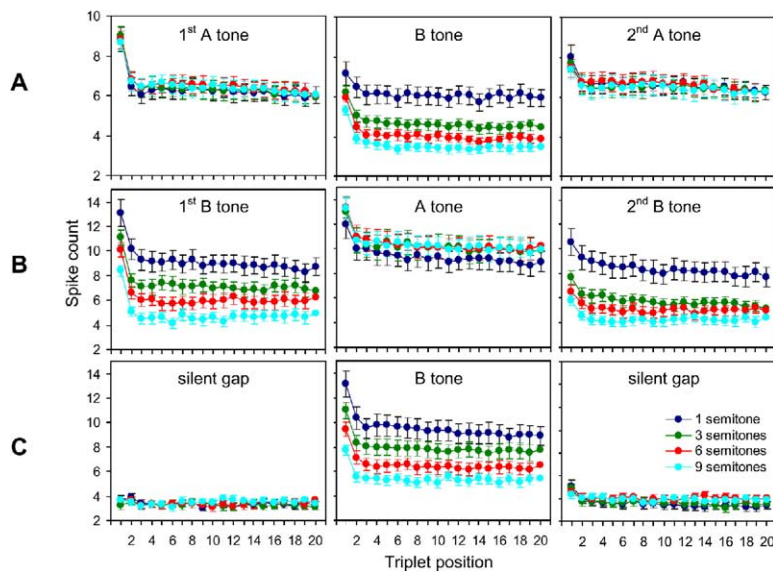 A
1st A tone
B tone
2nd A tone
10
8
6
4
2
B
1st B tone
A tone
2nd B tone
14
12
10
8
6
4
2
Spike count
C
silent gap
B tone
silent gap
14
12
10
8
6
4
2
1 semitone
3 semitones
6 semitones
9 semitones
2 4 6 8 10 12 14 16 18 20
2 4 6 8 10 12 14 16 18 20
2 4 6 8 10 12 14 16 18 20
Triplet position